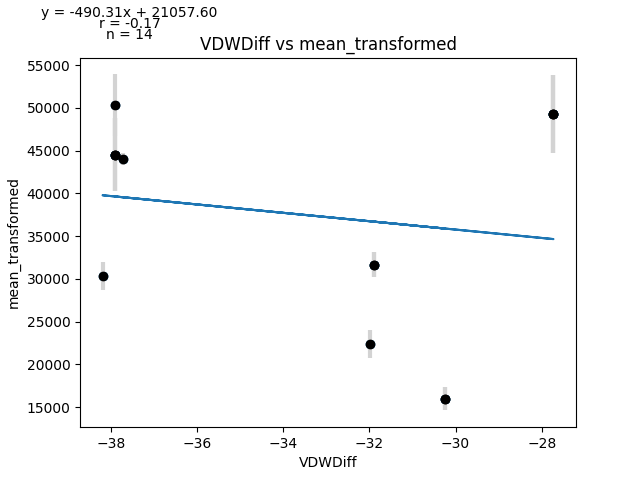 y = -490.31x + 21057.60
r = -0.17
n = 14
VDWDiff vs mean_transformed
55000
50000
45000
40000
35000
30000
25000
20000
15000
mean_transformed
−38
−36
−34
−32
−30
−28
VDWDiff